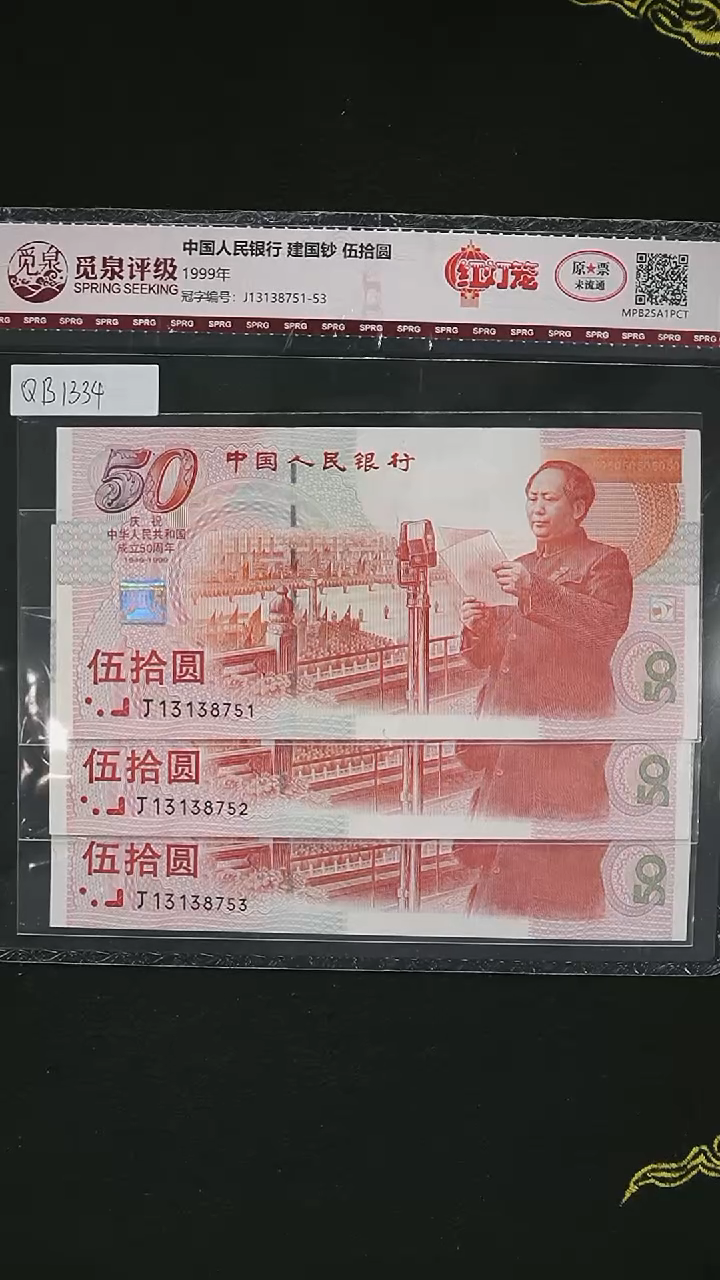 觅泉
觅泉评级
SPRING SEEKING
中国人民银行 建国钞 伍拾圆
1999年
冠字编号：J13138751-53
红灯笼
原★票
未流通
MPB2SA1PCT
RG SPRG SPRG SPRG SPRG SPRG SPRG SPRG SPRG SPRG SPRG SPRG SPRG SPRG SPRG SPRG SPRG SPRG SPRG SPRG
QB1334
50
中国人民银行
庆祝
中华人民共和国
成立50周年
1949-1999
伍拾圆
J13138751
50
伍拾圆
J13138752
50
伍拾圆
J13138753
50